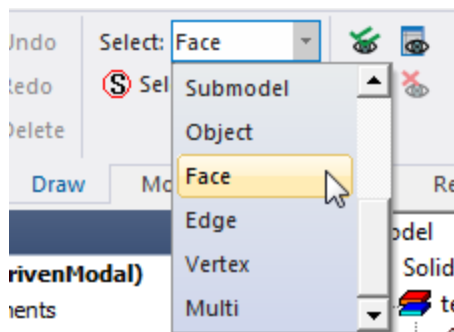 Undo Select: Face
Redo S Sel
Delete
Submodel
Object
Face
Edge
Vertex
Multi
Draw Mo Re
rivenModal) odel
nents Solid
te